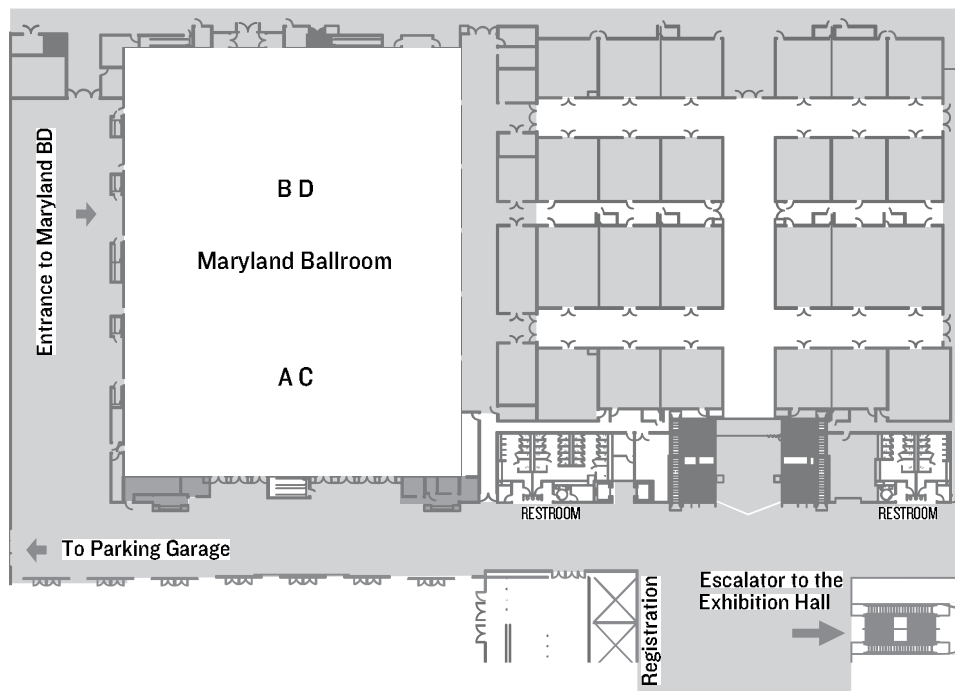 Entrance to Maryland BD
B D
Maryland Ballroom
A C
RESTROOM
RESTROOM
To Parking Garage
Registration
Escalator to the
Exhibition Hall